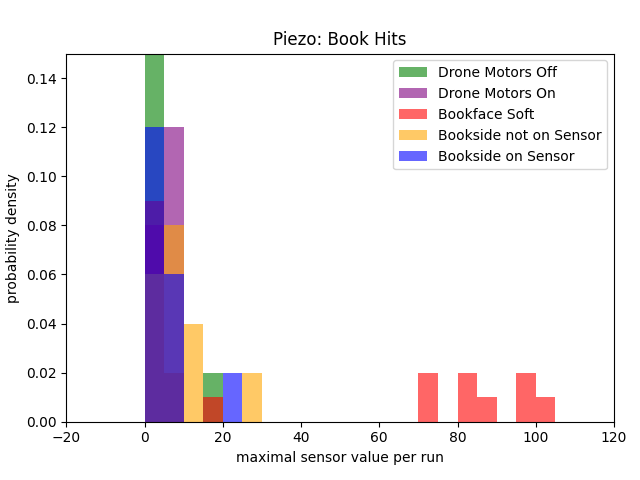 Piezo: Book Hits
probability density
0.14
0.12
0.10
0.08
0.06
0.04
0.02
0.00
Drone Motors Off
Drone Motors On
Bookface Soft
Bookside not on Sensor
Bookside on Sensor
−20 0 20 40 60 80 100 120
maximal sensor value per run